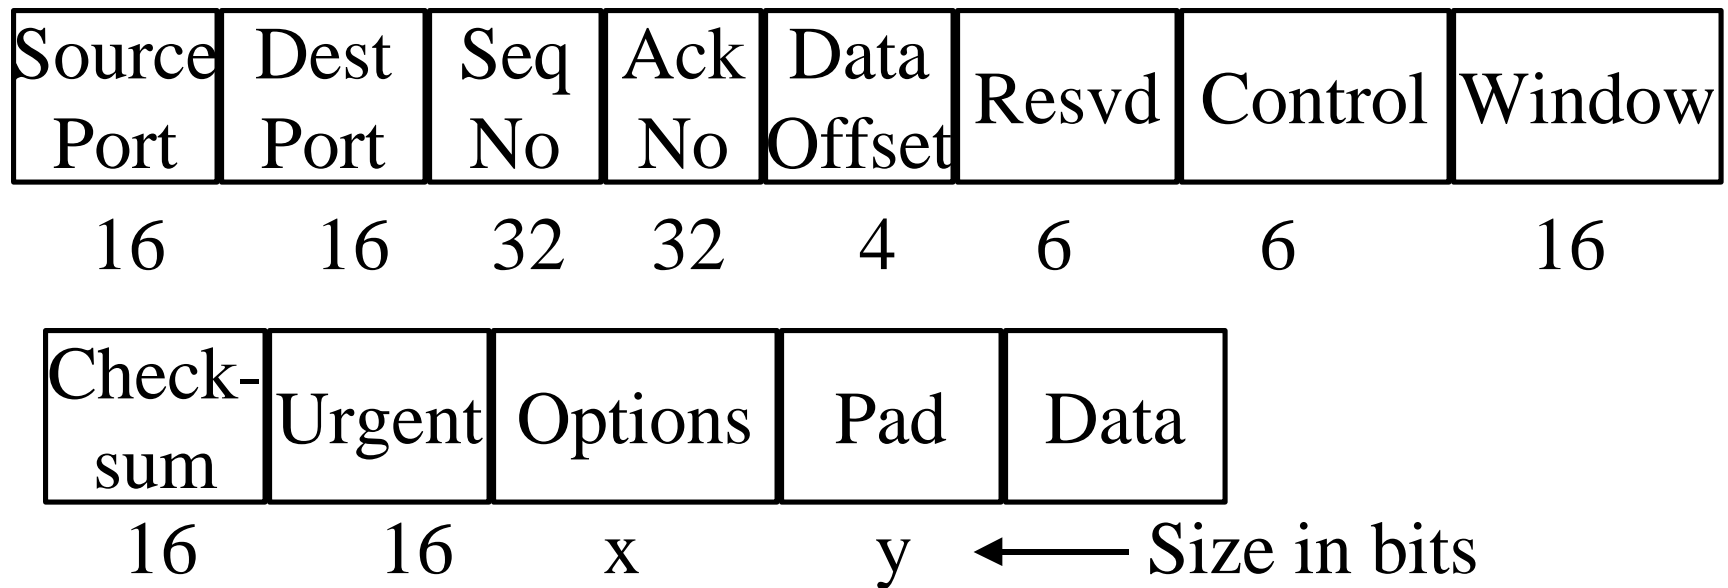 Source Port
Dest Port
Seq No
Ack No
Data Offset
Resvd
Control
Window
16 16 32 32 4 6 6 16
Check-
sum
Urgent
Options
Pad
Data
16 16 x y Size in bits